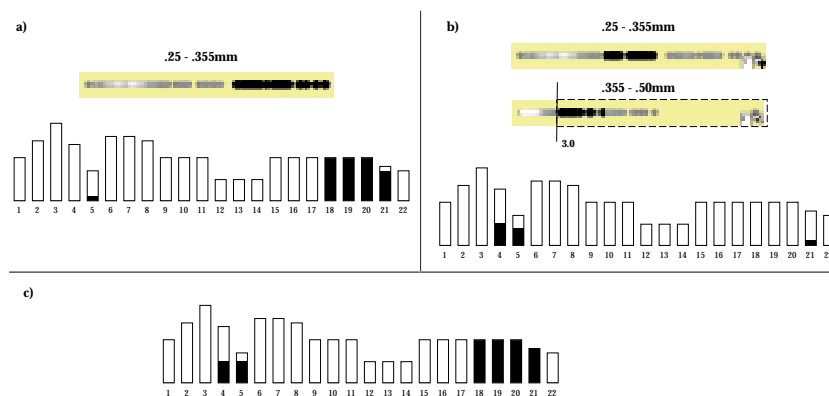 a)
.25 - .355mm
1 2 3 4 5 6 7 8 9 10 11 12 13 14 15 16 17 18 19 20 21 22
b)
.25 - .355mm
.355 - .50mm
3.0
1 2 3 4 5 6 7 8 9 10 11 12 13 14 15 16 17 18 19 20 21
c)
1 2 3 4 5 6 7 8 9 10 11 12 13 14 15 16 17 18 19 20 21 22